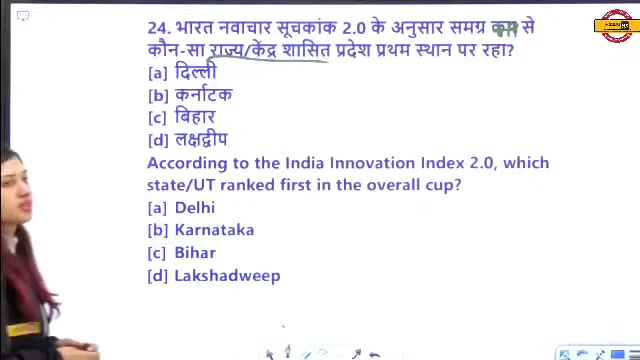 24. भारत नवाचार सूचकांक 2.0 के अनुसार समग्र कप से
कौन-सा राज्य/केंद्र शासित प्रदेश प्रथम स्थान पर रहा?
[a] दिल्ली
[b] कर्नाटक
[c] बिहार
[d] लक्षद्वीप
According to the India Innovation Index 2.0, which
state/UT ranked first in the overall cup?
[a] Delhi
[b] Karnataka
[c] Bihar
[d] Lakshadweep